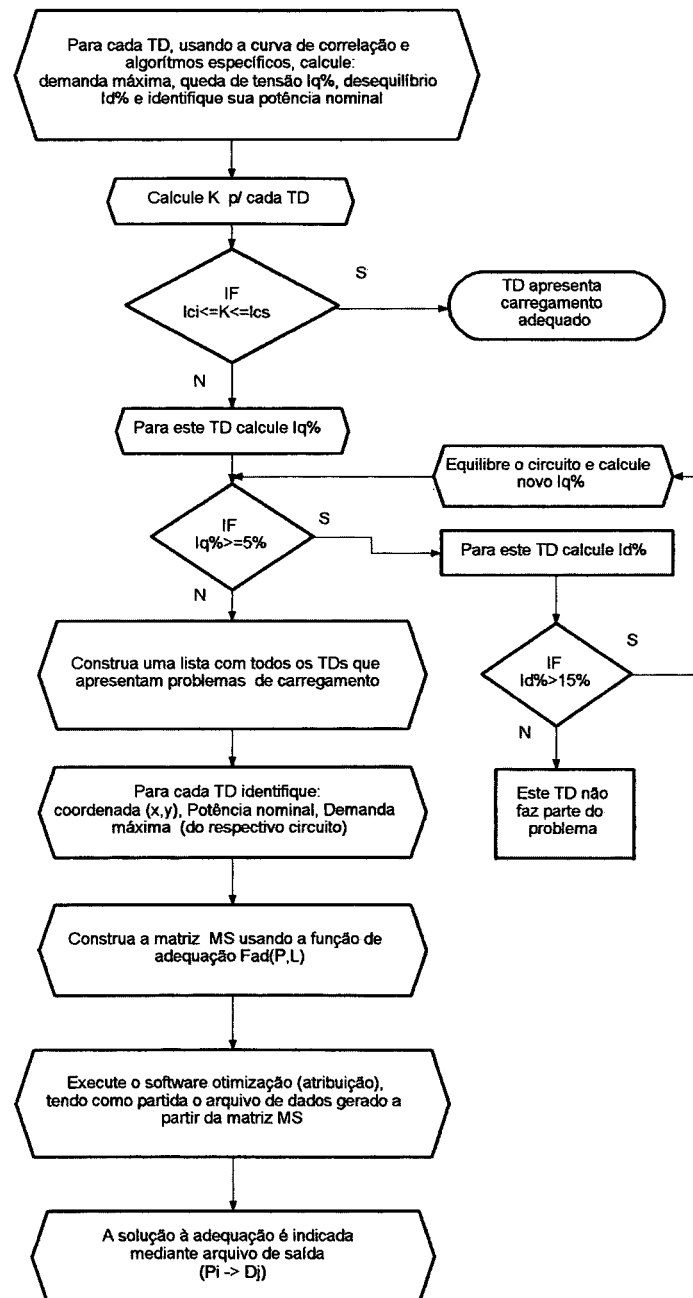 Para cada TD, usando a curva de correlação e
algorítmos específicos, calcule:
demanda máxima, queda de tensão Iq%, desequilíbrio
Id% e identifique sua potência nominal
Calcule K p/ cada TD
IF
Ici<=K<=Ics
S
TD apresenta
carregamento
adequado
N
Para este TD calcule Iq%
Equilibre o circuito e calcule
novo Iq%
IF
Iq%>=5%
S
Para este TD calcule Id%
N
Construa uma lista com todos os TDs que
apresentam problemas de carregamento
IF
Id%>15%
S
N
Para cada TD identifique:
coordenada (x,y), Potência nominal, Demanda
máxima (do respectivo circuito)
Este TD não
faz parte do
problema
Construa a matriz MS usando a função de
adequação Fad(P,L)
Execute o software otimização (atribuição),
tendo como partida o arquivo de dados gerado a
partir da matriz MS
A solução à adequação é indicada
mediante arquivo de saída
(Pi -> Dj)